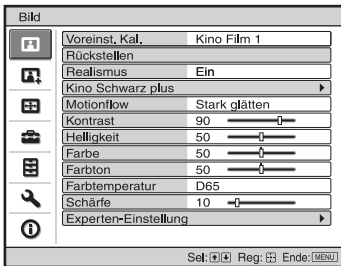 Bild
Voreinst. Kal. Kino Film 1
Rückstellen
Realismus Ein
Kino Schwarz plus
Motionflow Stark glätten
Kontrast 90
Helligkeit 50
Farbe 50
Farbton 50
Farbtemperatur D65
Schärfe 10
Experten-Einstellung
Sel: Reg: Ende: MENU